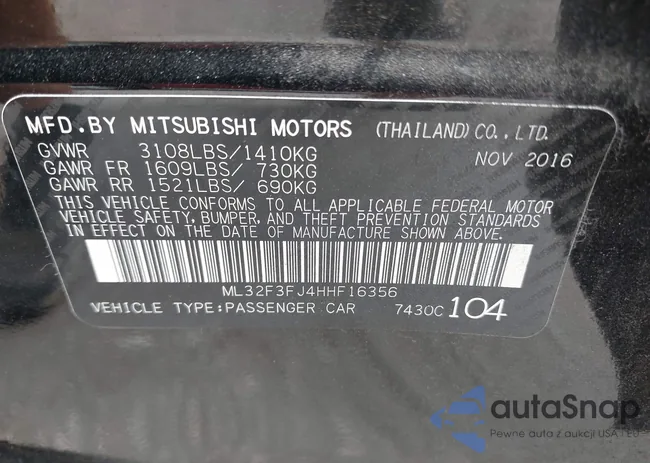 MFD.BY MITSUBISHI MOTORS (THAILAND) CO., LTD.
GVWR 3108LBS/1410KG NOV 2016
GAWR FR 1609LBS/ 730KG
GAWR RR 1521LBS/ 690KG
THIS VEHICLE CONFORMS TO ALL APPLICABLE FEDERAL MOTOR
VEHICLE SAFETY, BUMPER, AND THEFT PREVENTION STANDARDS
IN EFFECT ON THE DATE OF MANUFACTURE SHOWN ABOVE.
ML32F3FJ4HHF16356
VEHICLE TYPE:PASSENGER CAR 7430C 104
autaSnap
Pewne auta z aukcji USA i EU